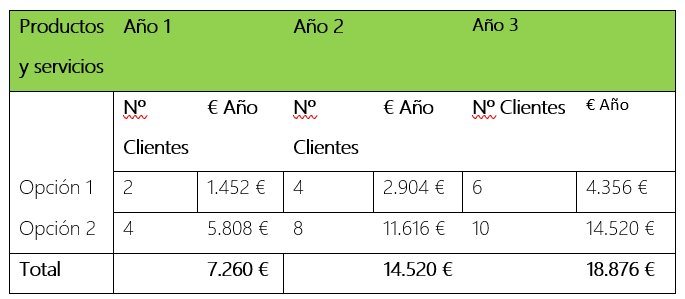 Productos Año 1 Año 2 Año 3
y servicios
Nº € Año Nº € Año Nº Clientes € Año
Clientes Clientes
Opción 1 2 1.452 € 4 2.904 € 6 4.356 €
Opción 2 4 5.808 € 8 11.616 € 10 14.520 €
Total 7.260 € 14.520 € 18.876 €